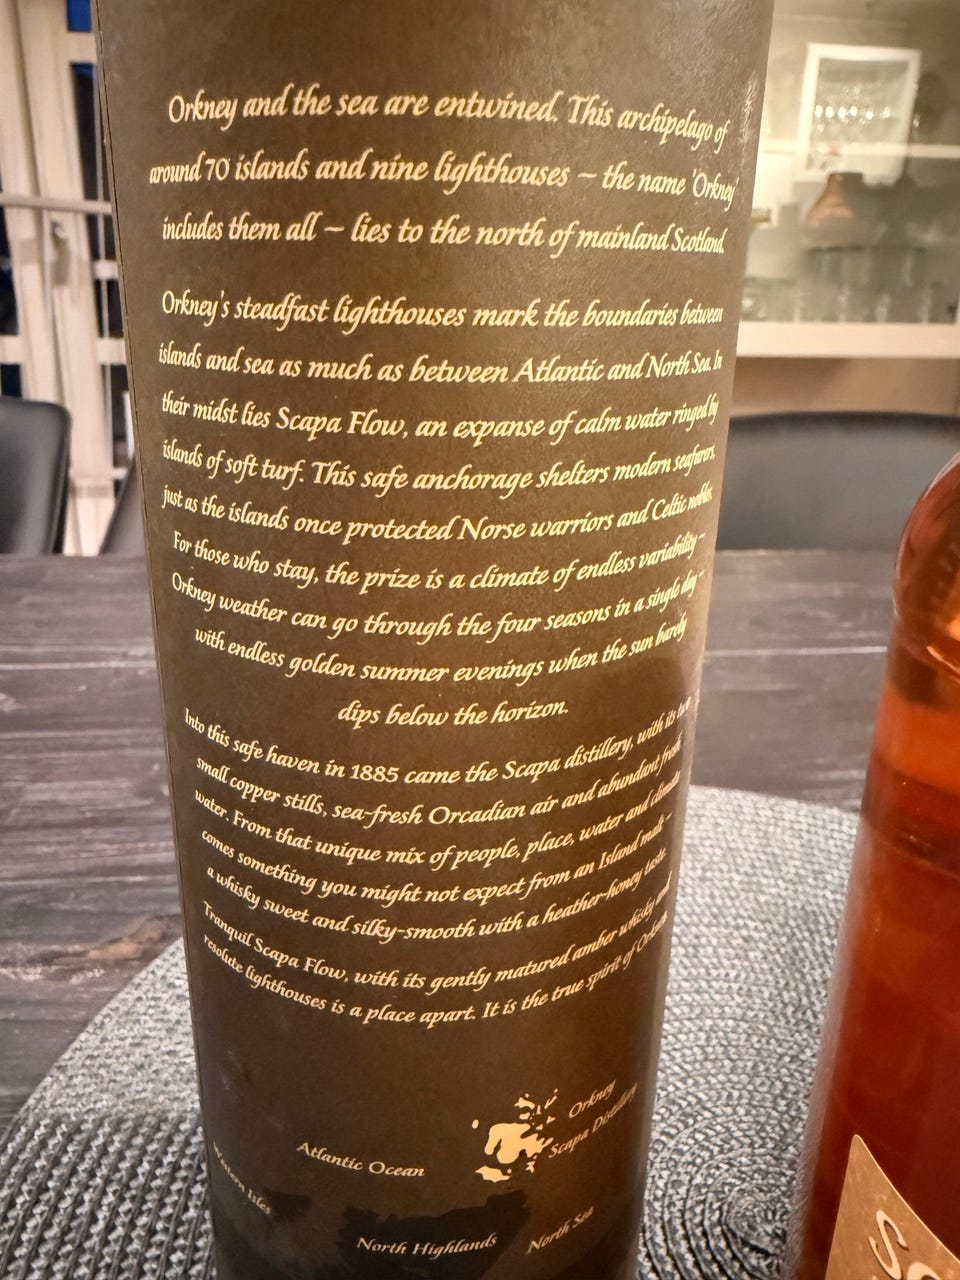 Orkney and the sea are entwined. This archipelago of
around 70 islands and nine lighthouses – the name 'Orkney'
includes them all – lies to the north of mainland Scotland.
Orkney's steadfast lighthouses mark the boundaries between
islands and sea as much as between Atlantic and North Sea. In
their midst lies Scapa Flow, an expanse of calm water ringed by
islands of soft turf. This safe anchorage shelters modern seafarers,
just as the islands once protected Norse warriors and Celtic nobles.
For those who stay, the prize is a climate of endless variability –
Orkney weather can go through the four seasons in a single day –
with endless golden summer evenings when the sun barely
dips below the horizon.
Into this safe haven in 1885 came the Scapa distillery, with its two
small copper stills, sea-fresh Orcadian air and abundant fresh
water. From that unique mix of people, place, water and climate
comes something you might not expect from an Island malt –
a whisky sweet and silky-smooth with a heather-honey taste.
Tranquil Scapa Flow, with its gently matured amber whisky and
resolute lighthouses is a place apart. It is the true spirit of Orkney.
Orkney
Scapa Distillery
Atlantic Ocean
Western Isles
North Highlands
North Sea